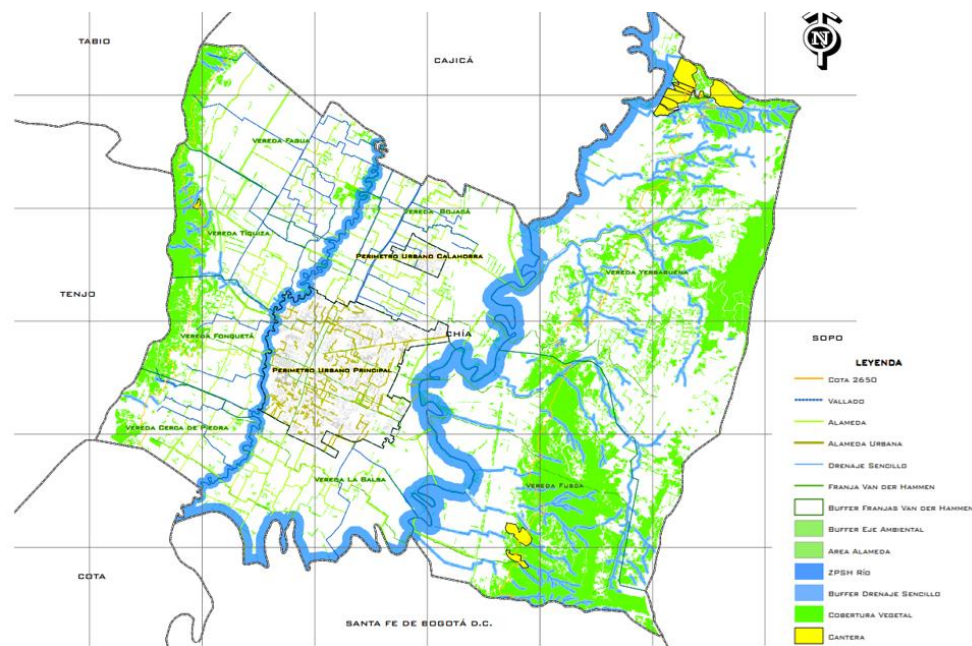 TABIO
CAJICÁ
N
VEREDA FAGUA
VEREDA BOJACÁ
VEREDA TIQUIZA
PERIMETRO URBANO CALAHORRA
VEREDA YERBABUENA
TENJO
VEREDA FONQUETÁ
CHÍA
SOPO
PERIMETRO URBANO PRINCIPAL
VEREDA CERCA DE PIEDRA
VEREDA LA BALSA
VEREDA FUSCA
COTA
SANTA FE DE BOGOTÁ D.C.
LEYENDA
COTA 2650
VALLADO
ALAMEDA
ALAMEDA URBANA
DRENAJE SENCILLO
FRANJA VAN DER HAMMEN
BUFFER FRANJAS VAN DER HAMMEN
BUFFER EJE AMBIENTAL
AREA ALAMEDA
ZPSH RÍO
BUFFER DRENAJE SENCILLO
COBERTURA VEGETAL
CANTERA